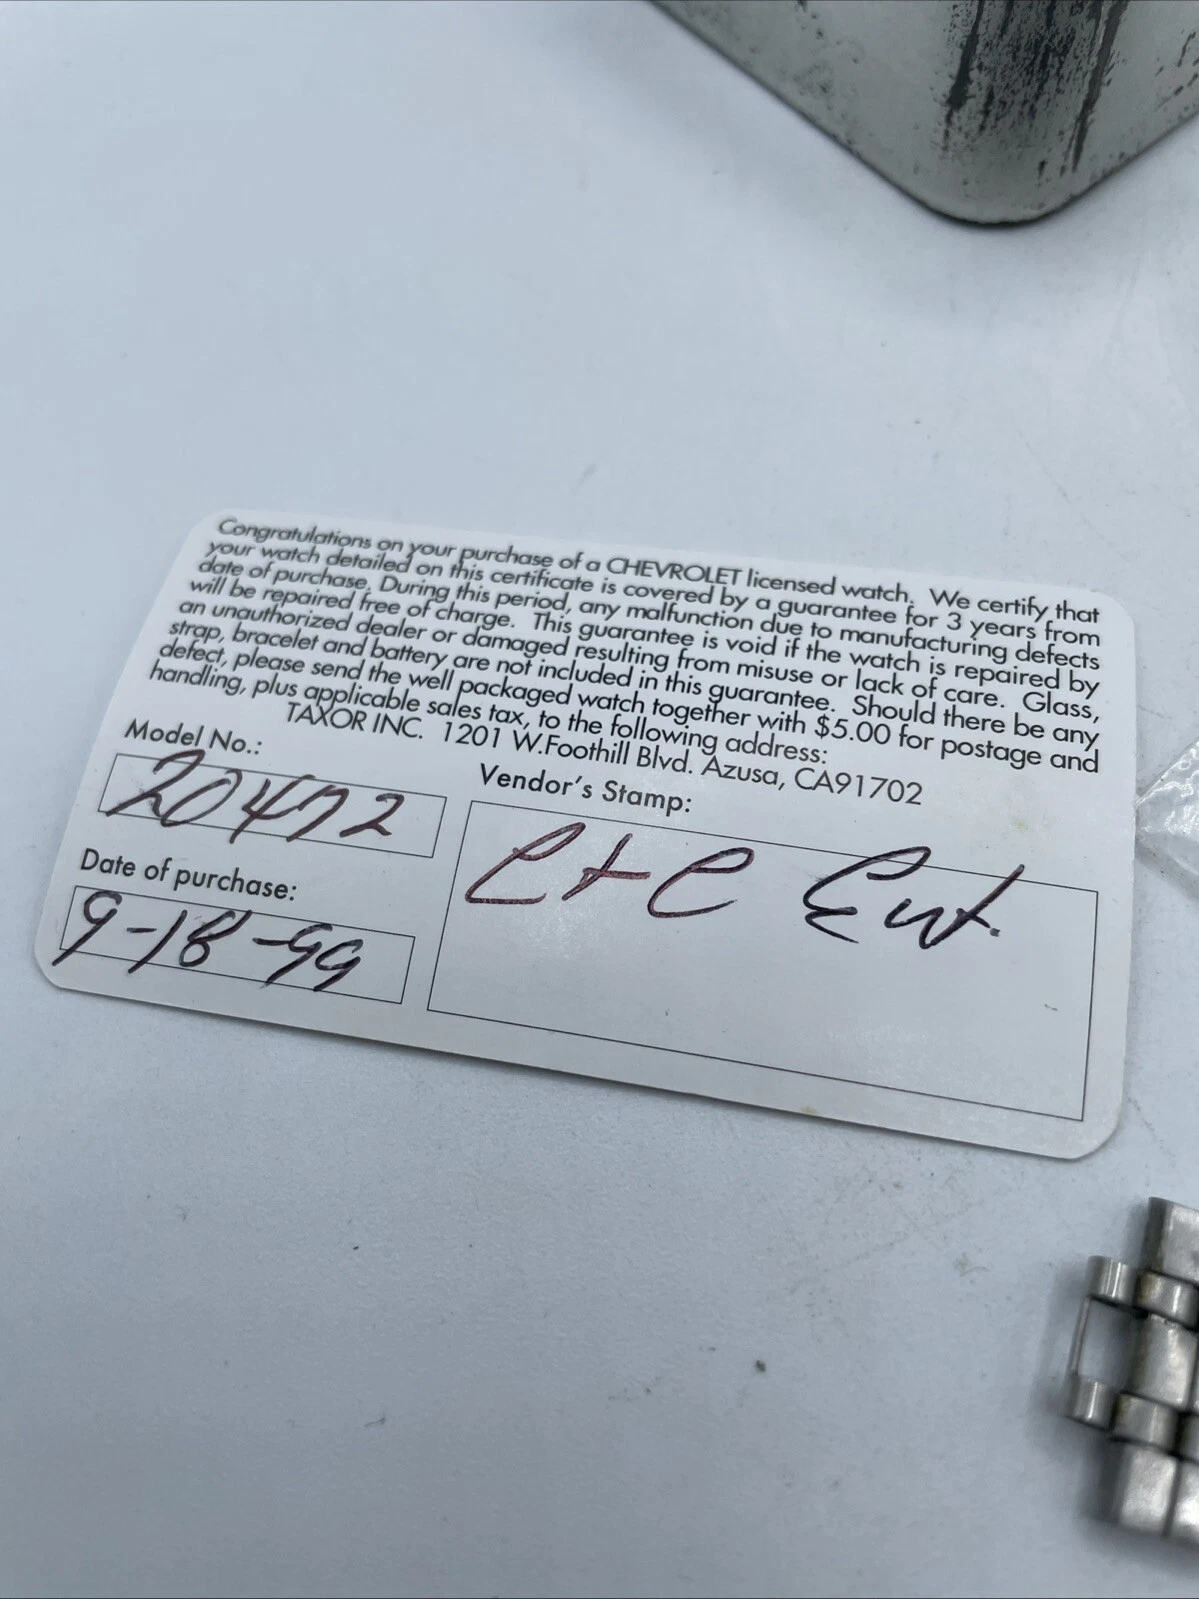 Congratulations on your purchase of a CHEVROLET licensed watch. We certify that
your watch detailed on this certificate is covered by a guarantee for 3 years from
date of purchase. During this period, any malfunction due to manufacturing defects
will be repaired free of charge. This guarantee is void if the watch is repaired by
an unauthorized dealer or damaged resulting from misuse or lack of care. Glass,
strap, bracelet and battery are not included in this guarantee. Should there be any
defect, please send the well packaged watch together with $5.00 for postage and
handling, plus applicable sales tax, to the following address:
TAXOR INC. 1201 W.Foothill Blvd. Azusa, CA91702
Model No.:
20472
Date of purchase:
9-18-99
Vendor's Stamp:
C+C Ent.